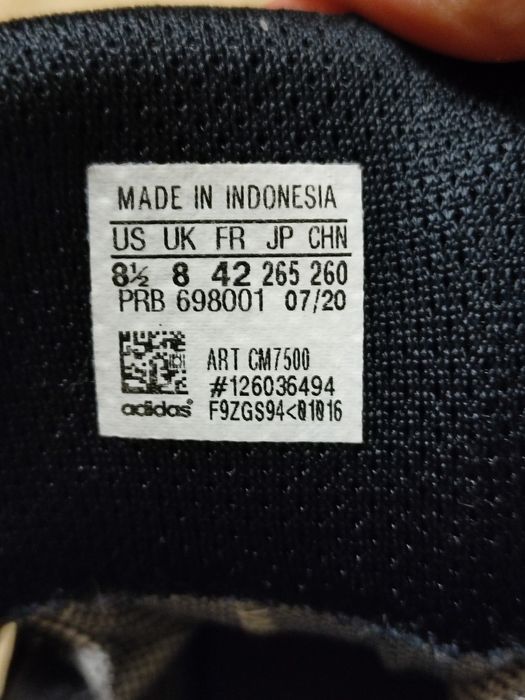 MADE IN INDONESIA
US UK FR JP CHN
8½ 8 42 265 260
PRB 698001 07/20
ART CM7500
#126036494
adidas® F9ZGS94<01016